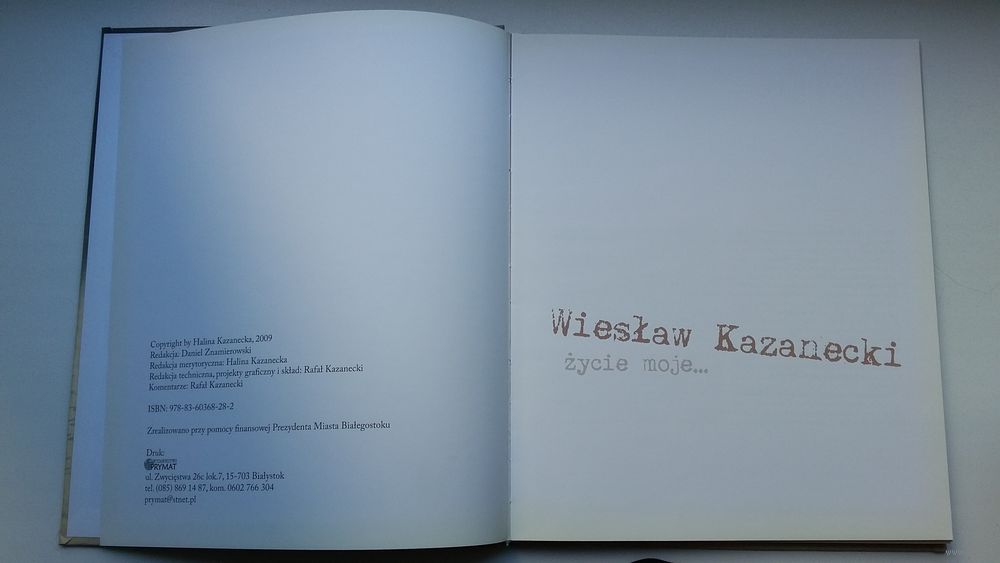 Copyright by Halina Kazanecka, 2009
Redakcja: Daniel Znamierowski
Redakcja merytoryczna: Halina Kazanecka
Redakcja techniczna, projekty graficzny i skład: Rafał Kazanecki
Komentarze: Rafał Kazanecki
ISBN: 978-83-60368-28-2
Zrealizowano przy pomocy finansowej Prezydenta Miasta Białegostoku
Druk:
PRYMAT
ul. Zwycięstwa 26c lok.7, 15-703 Białystok
tel. (085) 869 14 87, kom. 0602 766 304
prymat@stnet.pl
Wiesław Kazanecki
życie moje...